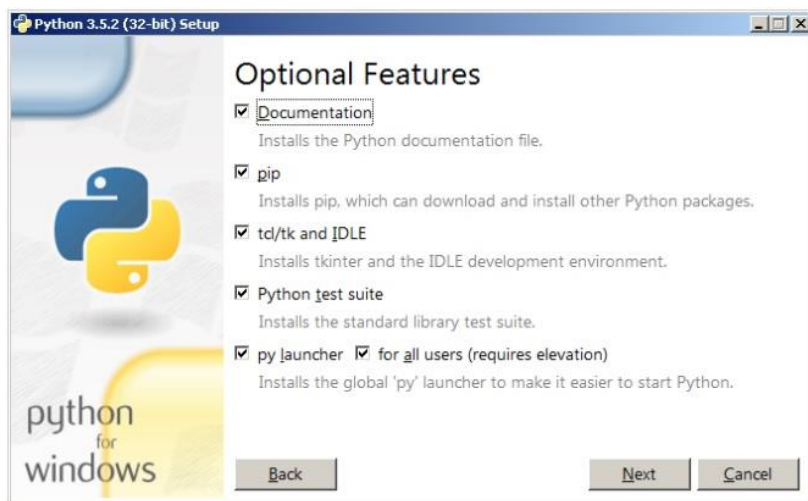 Python 3.5.2 (32-bit) Setup
Optional Features
Documentation
Installs the Python documentation file.
pip
Installs pip, which can download and install other Python packages.
tcl/tk and IDLE
Installs tkinter and the IDLE development environment.
Python test suite
Installs the standard library test suite.
py launcher for all users (requires elevation)
Installs the global 'py' launcher to make it easier to start Python.
python
for
windows
Back Next Cancel